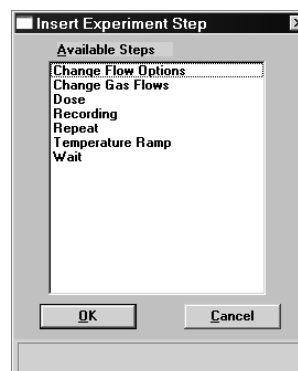 Insert Experiment Step
Available Steps
Change Flow Options
Change Gas Flows
Dose
Recording
Repeat
Temperature Ramp
Wait
OK
Cancel